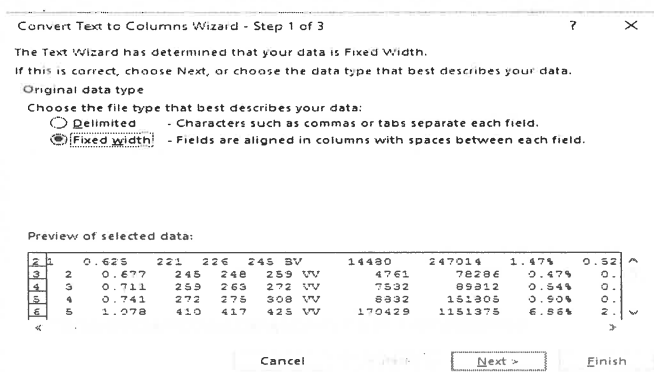 Convert Text to Columns Wizard - Step 1 of 3 ? ×
The Text Wizard has determined that your data is Fixed Width.
If this is correct, choose Next, or choose the data type that best describes your data.
Original data type
Choose the file type that best describes your data:
Delimited - Characters such as commas or tabs separate each field.
Fixed width - Fields are aligned in columns with spaces between each field.
Preview of selected data:
2 1 0.625 221 226 245 BV 14480 247014 1.47% 0.52
3 2 0.677 245 248 259 VV 4761 78286 0.47% 0.
4 3 0.711 259 263 272 VV 7532 89812 0.54% 0.
5 4 0.741 272 275 308 VV 8832 151805 0.90% 0.
6 5 1.078 410 417 425 VV 170429 1151375 6.86% 2.
Cancel Next > Finish